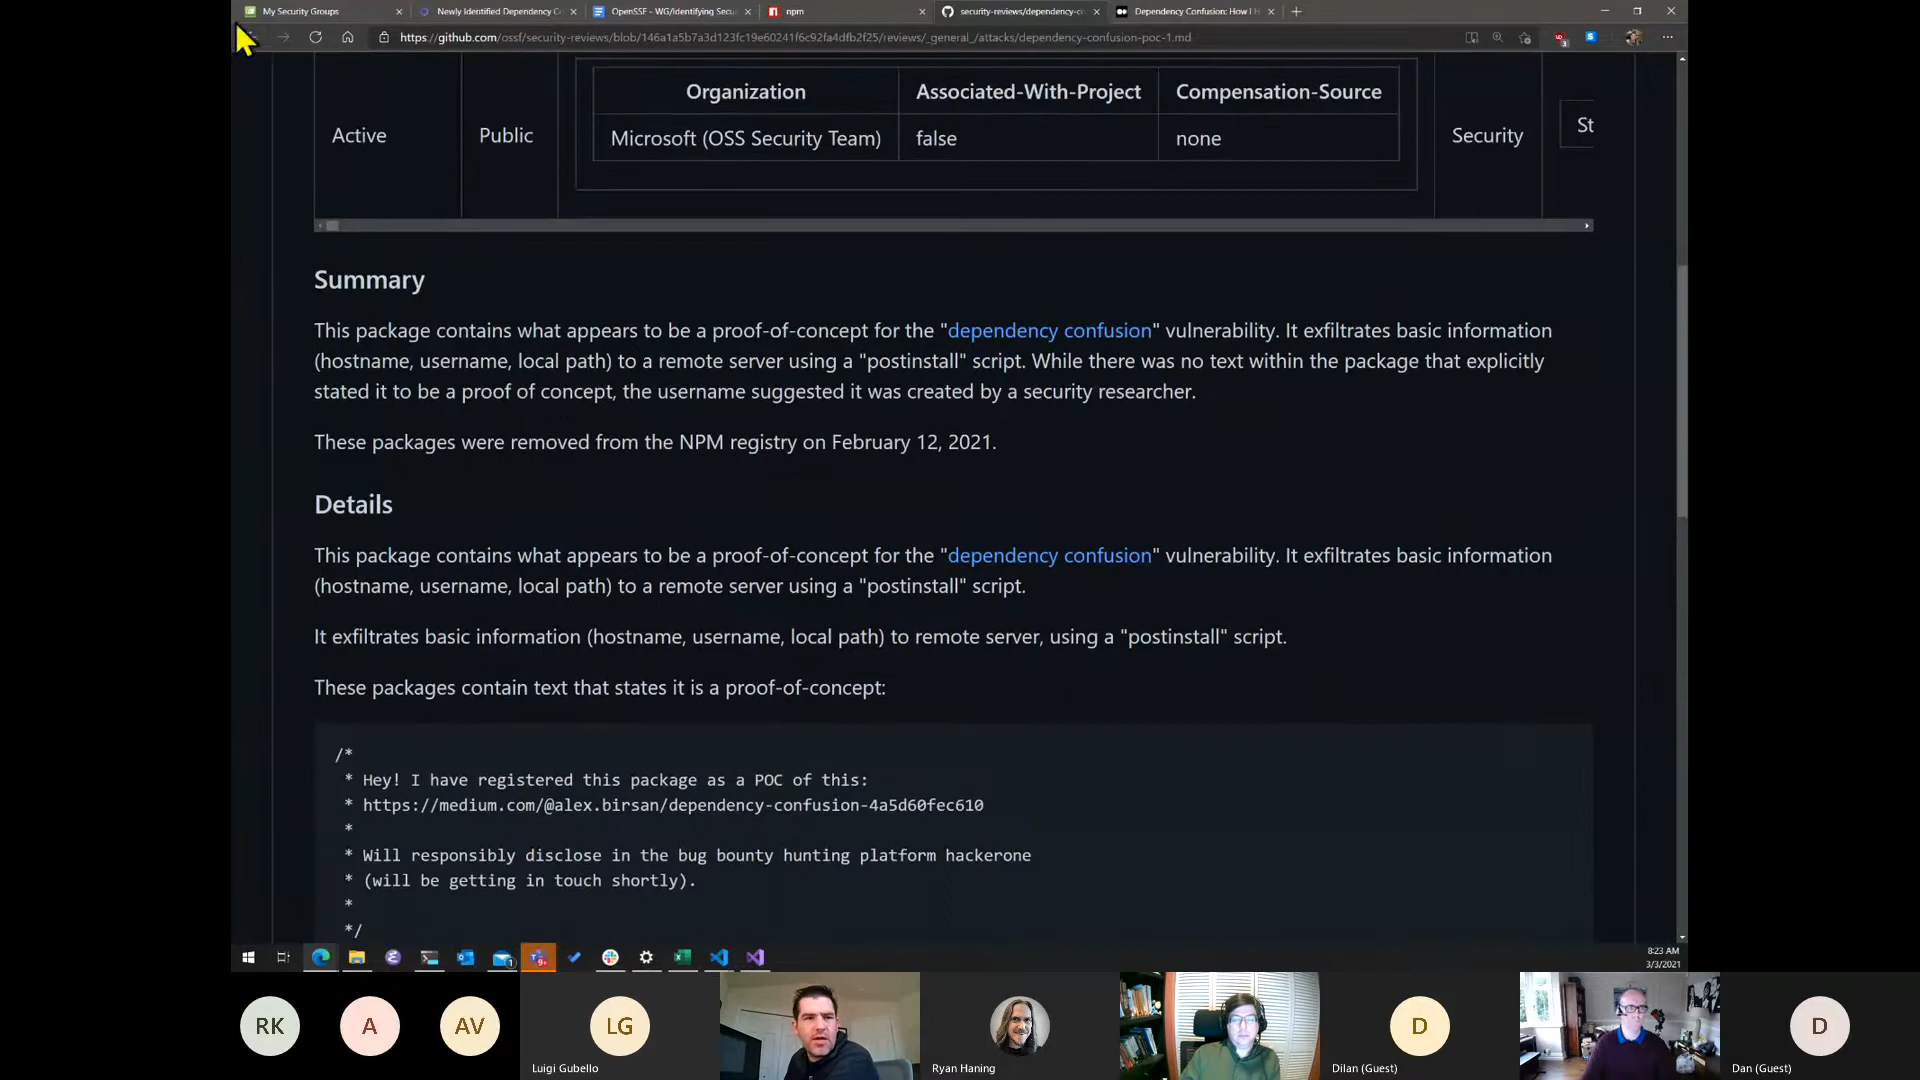 My Security Groups
Newly Identified Dependency C
OpenSSF - WG/Identifying Secu
npm
security-reviews/dependency-c
Dependency Confusion: How I H
https://github.com/ossf/security-reviews/blob/146a1a5b7a3d123fc19e60241f6c92fa4dfb2f25/reviews/_general_/attacks/dependency-confusion-poc-1.md
Organization Associated-With-Project Compensation-Source
Active Public Microsoft (OSS Security Team) false none Security St
Summary
This package contains what appears to be a proof-of-concept for the "dependency confusion" vulnerability. It exfiltrates basic information
(hostname, username, local path) to a remote server using a "postinstall" script. While there was no text within the package that explicitly
stated it to be a proof of concept, the username suggested it was created by a security researcher.
These packages were removed from the NPM registry on February 12, 2021.
Details
This package contains what appears to be a proof-of-concept for the "dependency confusion" vulnerability. It exfiltrates basic information
(hostname, username, local path) to a remote server using a "postinstall" script.
It exfiltrates basic information (hostname, username, local path) to remote server, using a "postinstall" script.
These packages contain text that states it is a proof-of-concept:
/*
* Hey! I have registered this package as a POC of this:
* https://medium.com/@alex.birsan/dependency-confusion-4a5d60fec610
*
* Will responsibly disclose in the bug bounty hunting platform hackerone
* (will be getting in touch shortly).
*
*/
8:23 AM
3/3/2021
RK
A
AV
LG
D
D
Luigi Gubello
Ryan Haning
Dilan (Guest)
Dan (Guest)